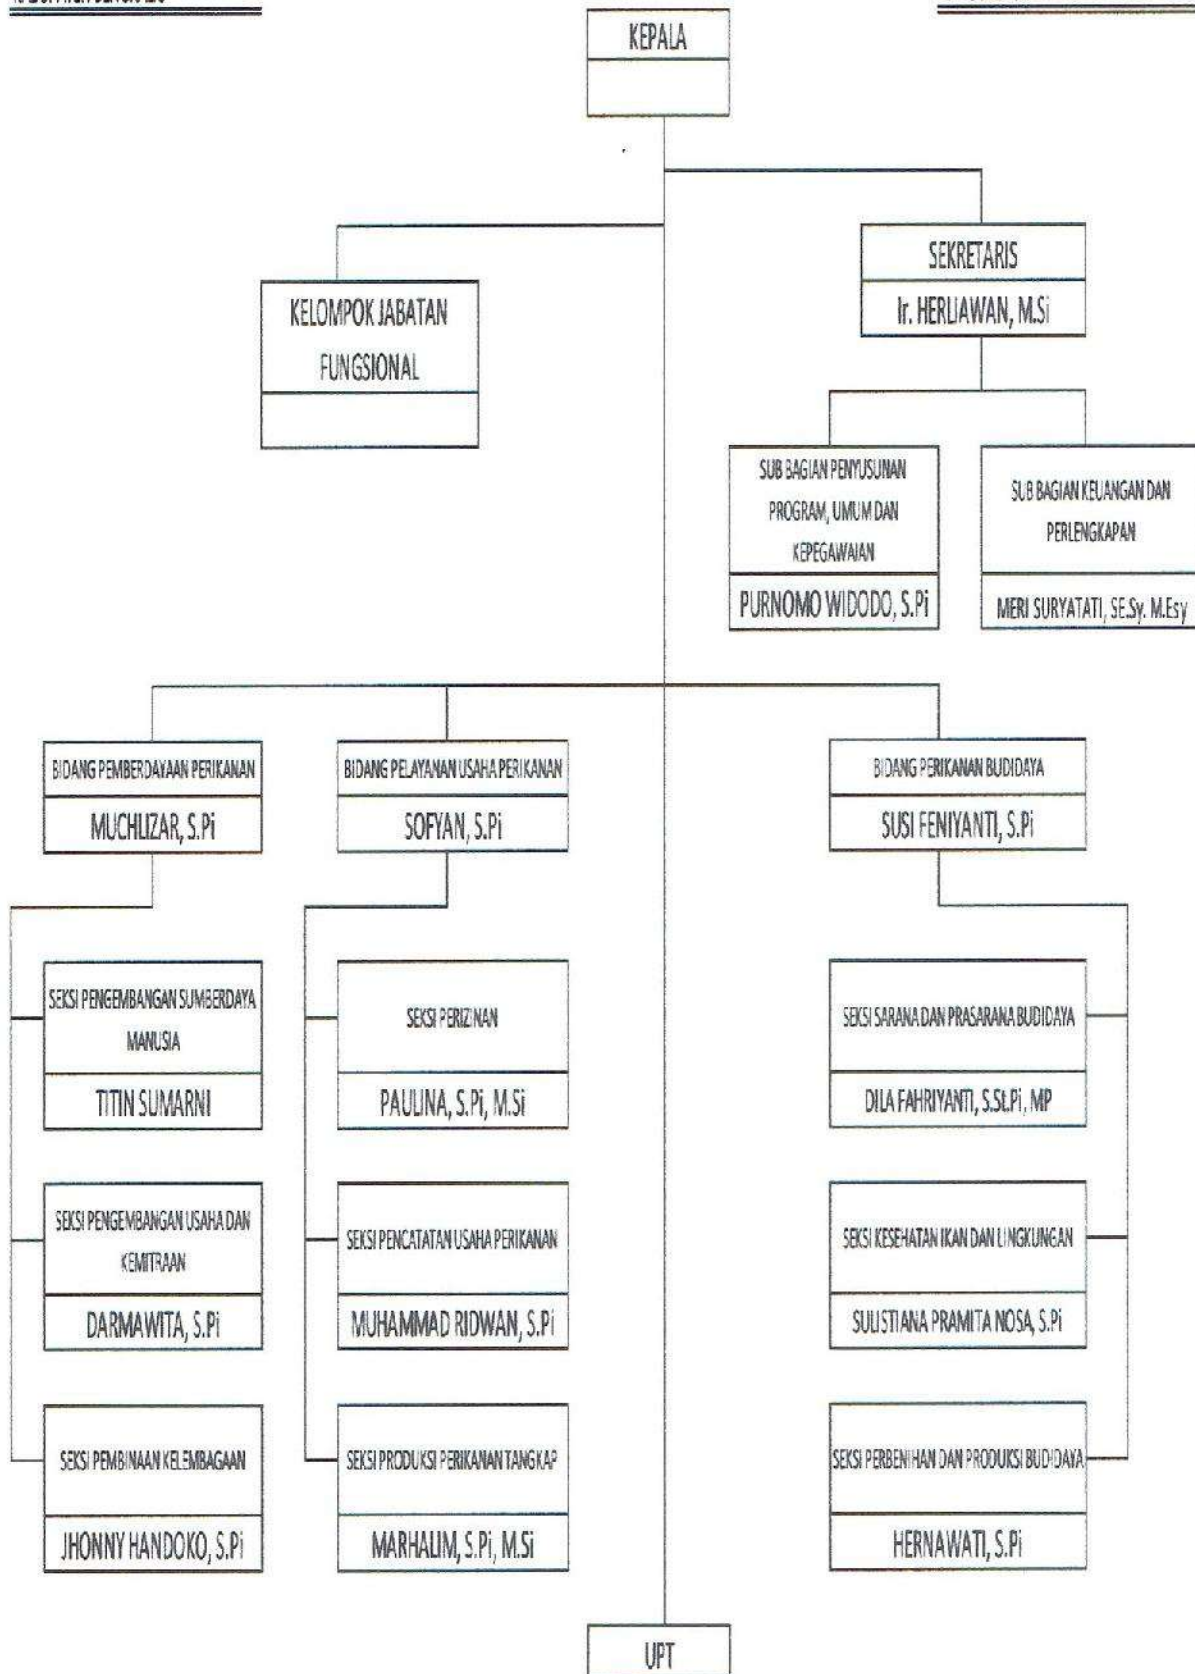 KEPALA
SEKRETARIS
Ir. HERLIAWAN, M.Si
KELOMPOK JABATAN
FUNGSIONAL
SUB BAGIAN PENYUSUNAN
PROGRAM, UMUM DAN
KEPEGAWAIAN
PURNOMO WIDODO, S.Pi
SUB BAGIAN KEUANGAN DAN
PERLENGKAPAN
MERI SURYATATI, SE.Sy. M.Esy
BIDANG PEMBERDAYAAN PERIKANAN
MUCHLIZAR, S.Pi
BIDANG PELAYANAN USAHA PERIKANAN
SOFYAN, S.Pi
BIDANG PERIKANAN BUDIDAYA
SUSI FENIYANTI, S.Pi
SEKSI PENGEMBANGAN SUMBERDAYA
MANUSIA
TITIN SUMARNI
SEKSI PERIZINAN
PAULINA, S.Pi, M.Si
SEKSI SARANA DAN PRASARANA BUDIDAYA
DILA FAHRIYANTI, S.St.Pi, MP
SEKSI PENGEMBANGAN USAHA DAN
KEMITRAAN
DARMAWITA, S.Pi
SEKSI PENCATATAN USAHA PERIKANAN
MUHAMMAD RIDWAN, S.Pi
SEKSI KESEHATAN IKAN DAN LINGKUNGAN
SULISTIANA PRAMITA NOSA, S.Pi
SEKSI PEMBINAAN KELEMBAGAAN
JHONNY HANDOKO, S.Pi
SEKSI PRODUKSI PERIKANAN TANGKAP
MARHALIM, S.Pi, M.Si
SEKSI PERBENIHAN DAN PRODUKSI BUDIDAYA
HERNAWATI, S.Pi
UPT